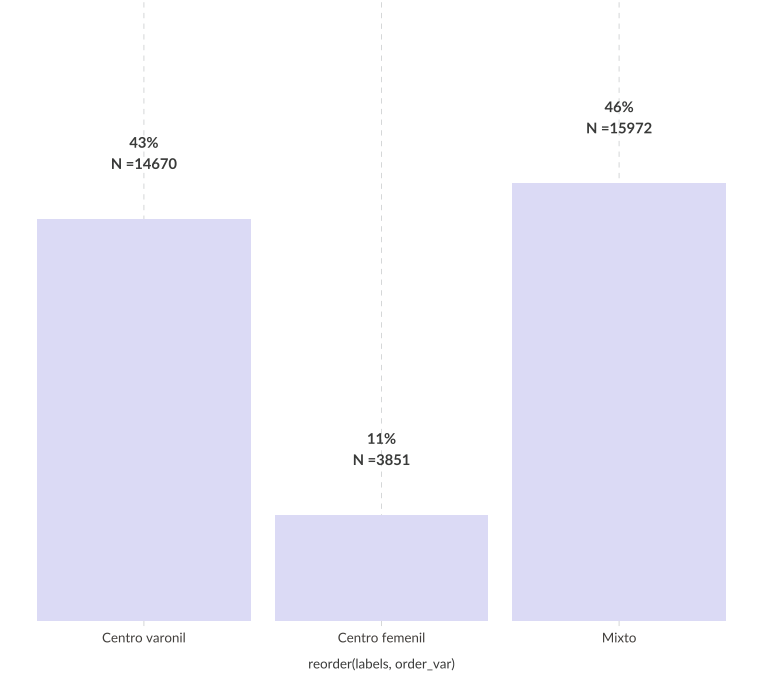 46%
N =15972
43%
N =14670
11%
N =3851
Centro varonil
Centro femenil
Mixto
reorder(labels, order_var)